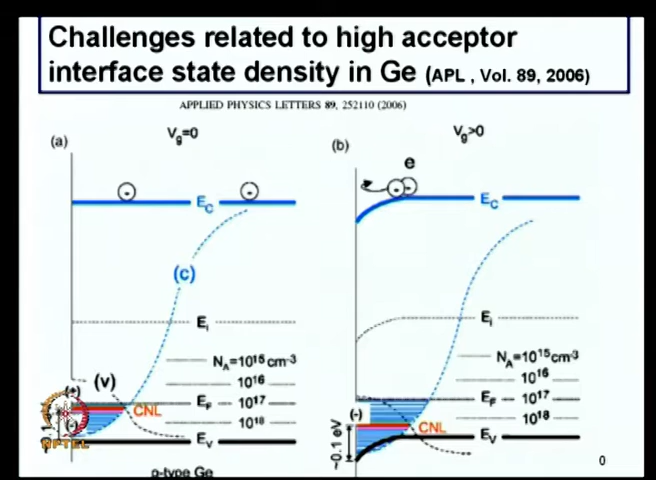 Challenges related to high acceptor
interface state density in Ge (APL , Vol. 89, 2006)
APPLIED PHYSICS LETTERS 89, 252110 (2006)
(a)
Vg=0
EC
(c)
Ei
NA=10^15 cm-3
10^16
(v)
(+)
EF
10^17
CNL
(-)
10^18
EV
NPTEL
p-type Ge
(b)
Vg>0
e
EC
Ei
NA=10^15 cm-3
10^16
EF
10^17
(-)
10^18
CNL
EV
~0.1 eV
0